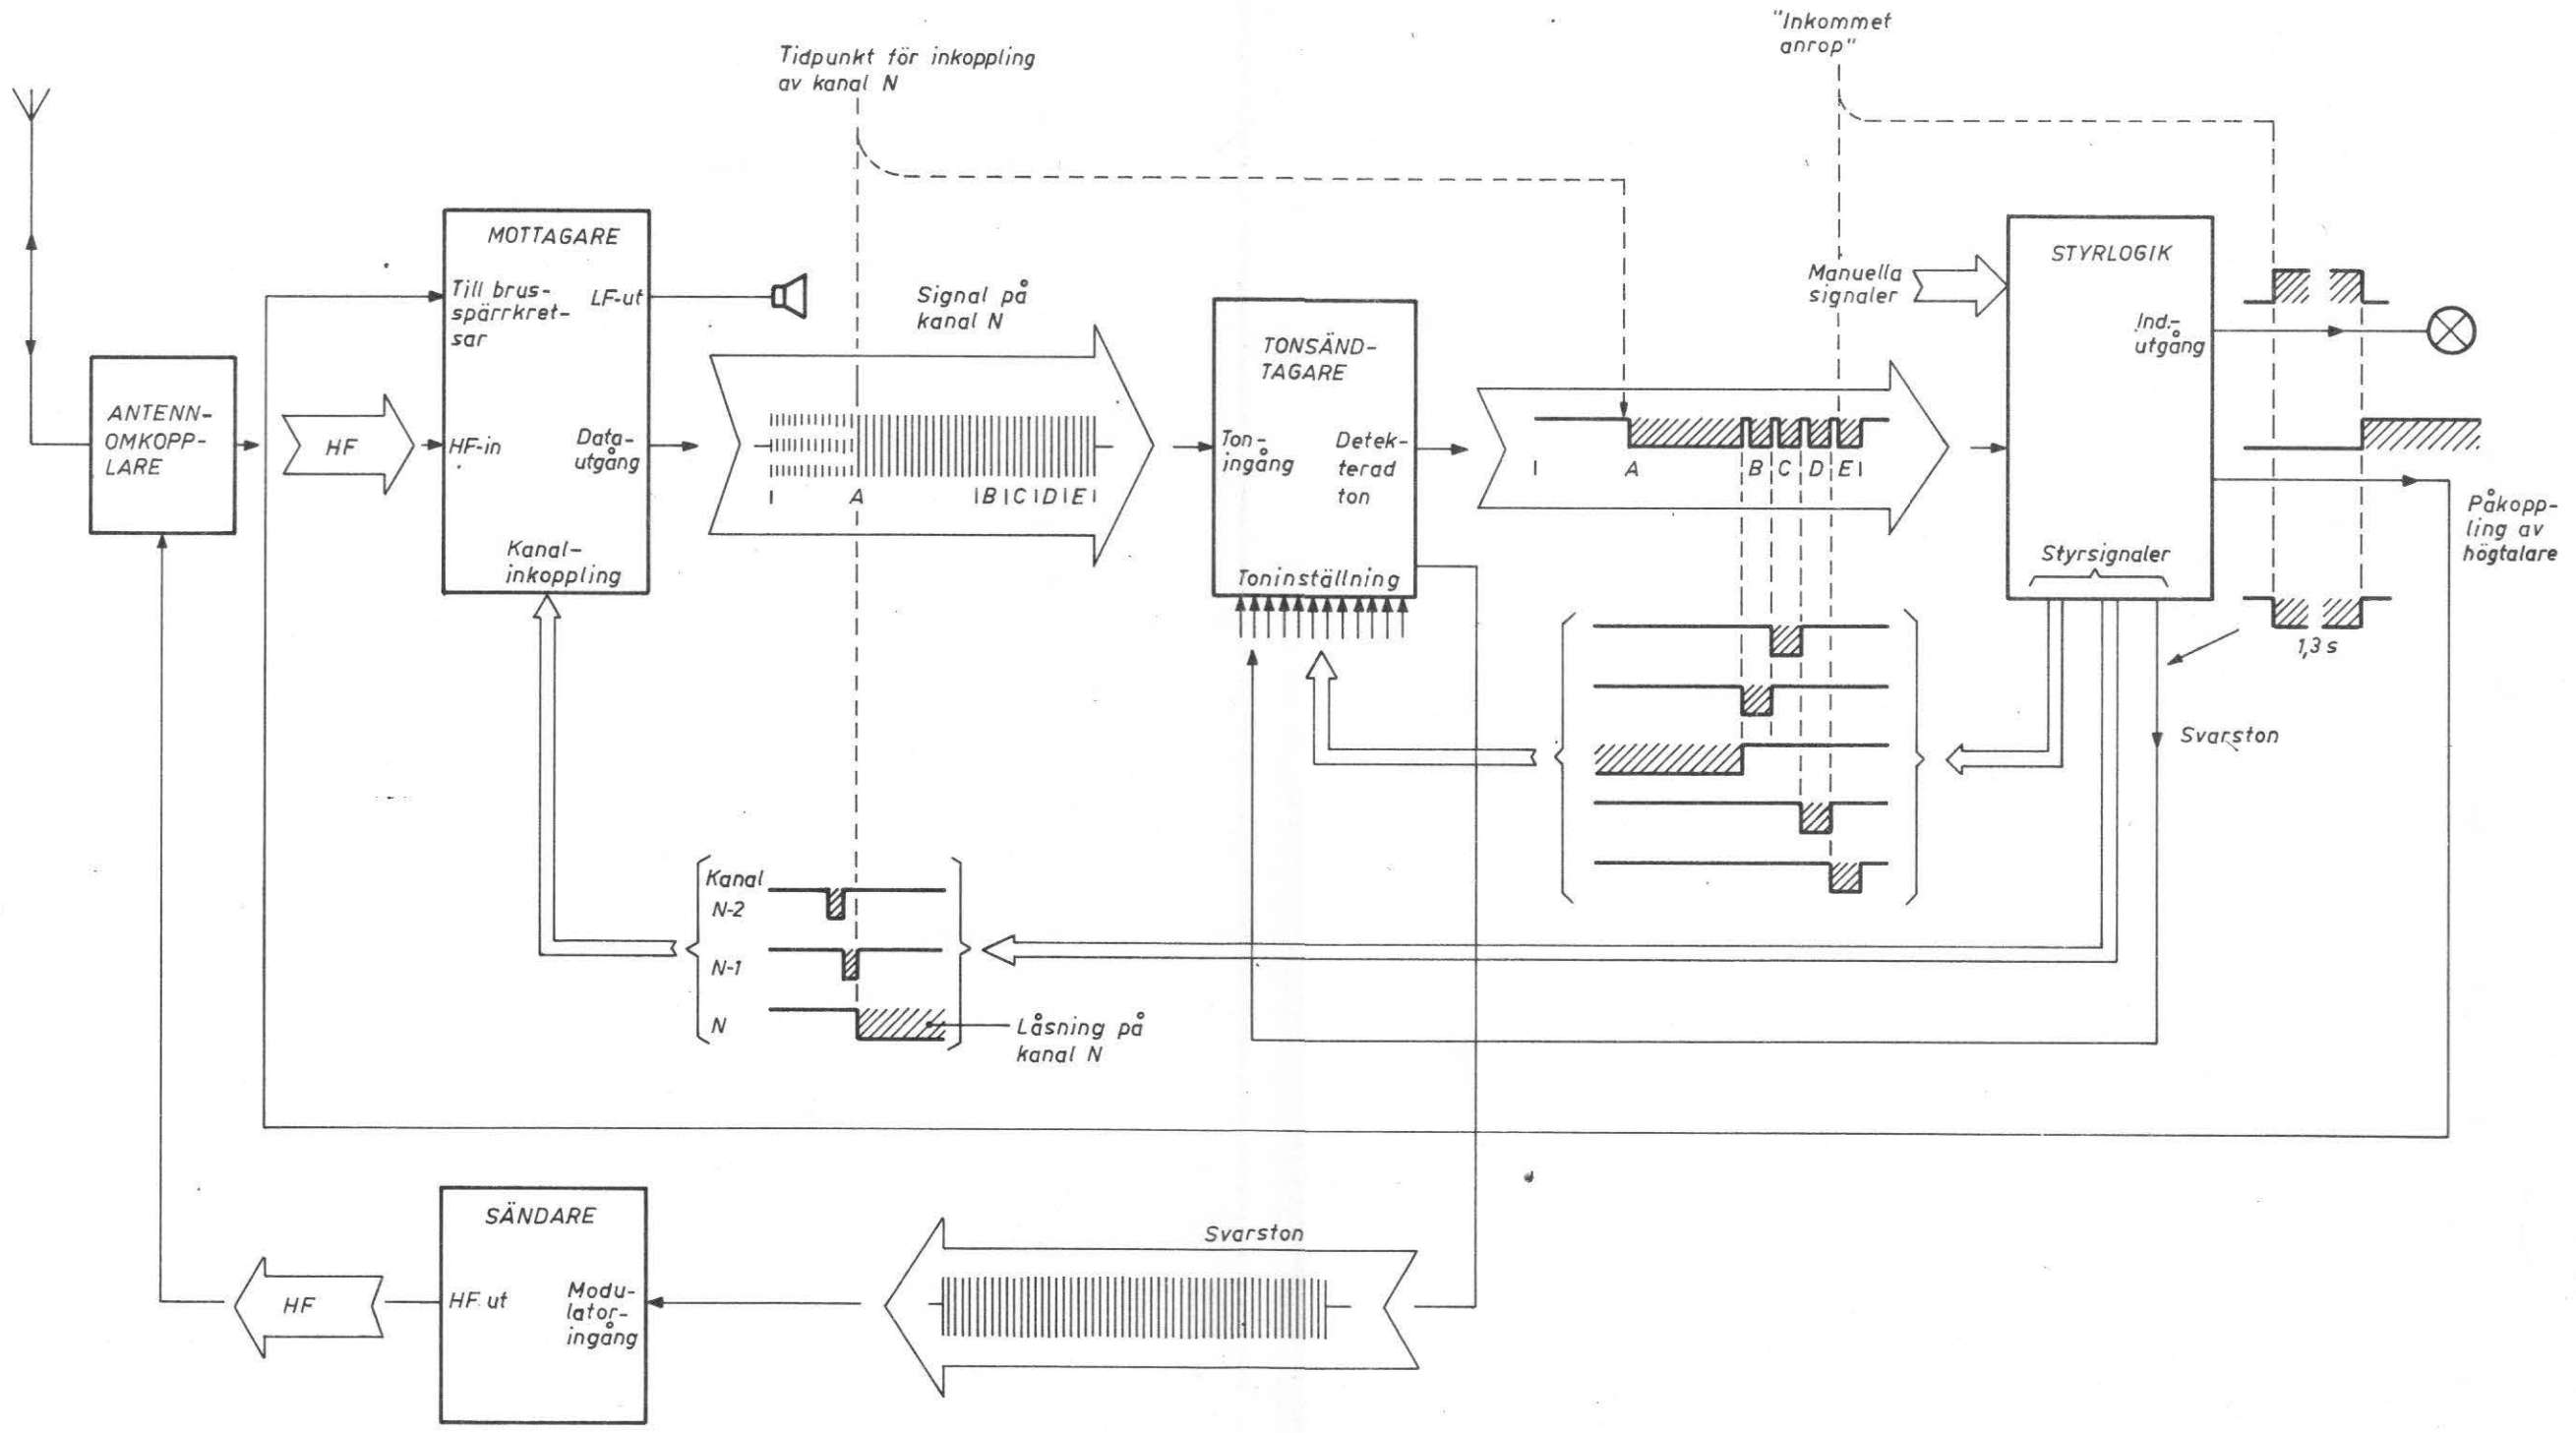 "Inkommet
anrop"
Tidpunkt för inkoppling
av kanal N
MOTTAGARE
Till brus-
spärrkret-
sar
LF-ut
HF-in
Data-
utgång
Kanal-
inkoppling
ANTENN-
OMKOPP-
LARE
HF
Signal på
kanal N
A
B C D E
TONSÄND-
TAGARE
Ton-
ingång
Detek-
terad
ton
Toninställning
A B C D E
Manuella
signaler
STYRLOGIK
Ind.-
utgång
Styrsignaler
Påkopp-
ling av
högtalare
1,3 s
Svarston
Kanal
N-2
N-1
N
Låsning på
kanal N
SÄNDARE
HF ut
Modu-
lator-
ingång
HF
Svarston